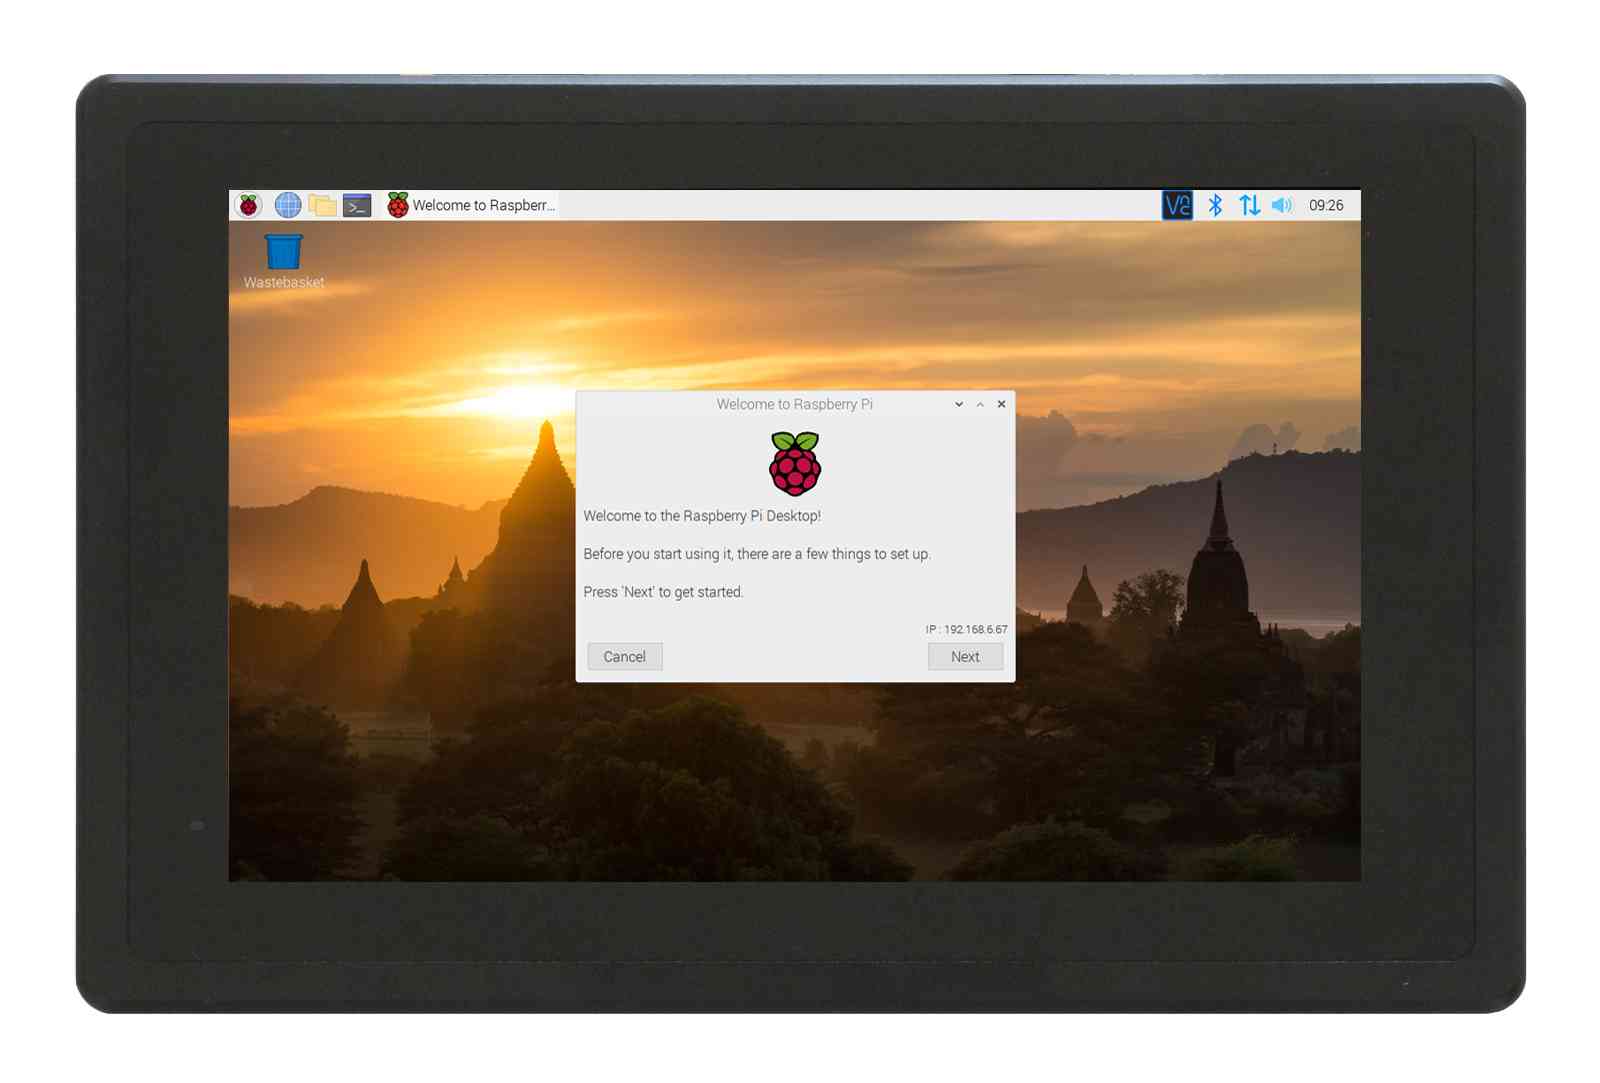 Welcome to Raspberr...
09:26
Wastebasket
Welcome to Raspberry Pi
Welcome to the Raspberry Pi Desktop!
Before you start using it, there are a few things to set up.
Press 'Next' to get started.
IP : 192.168.6.67
Cancel
Next